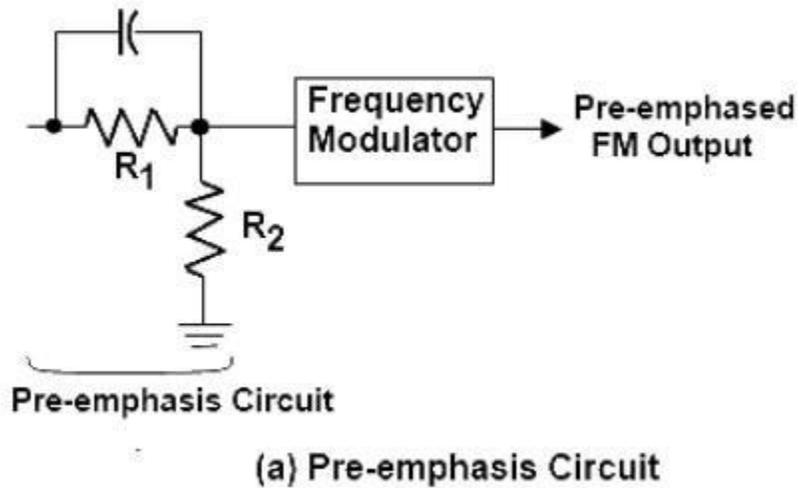 Frequency
Modulator
Pre-emphased
FM Output
R1
R2
Pre-emphasis Circuit
(a) Pre-emphasis Circuit